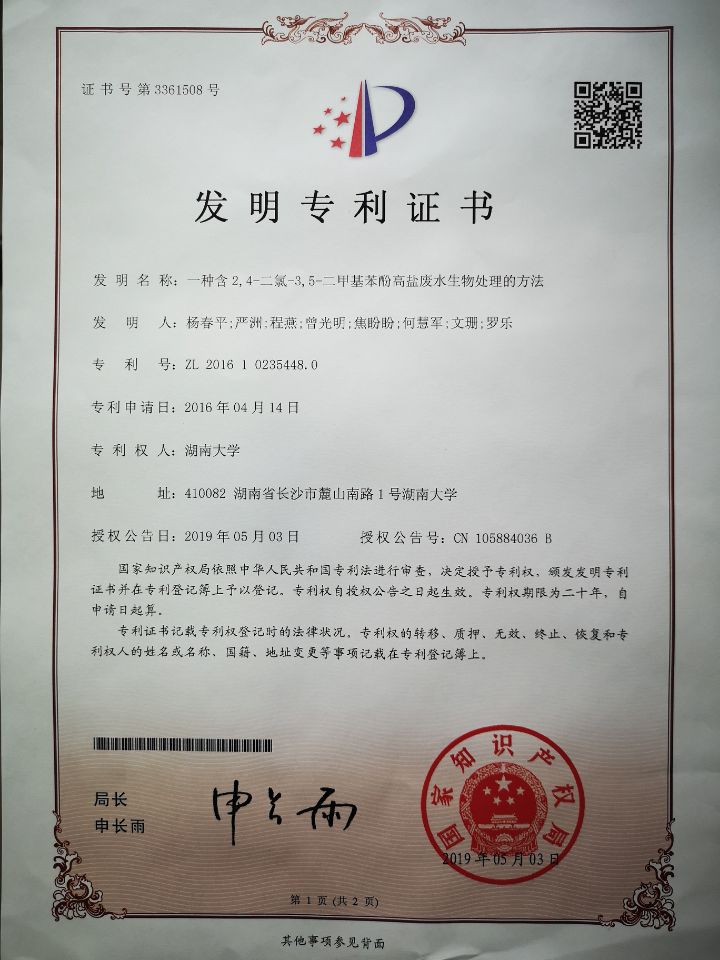 证书号第3361508号
发明专利证书
发明名称：一种含2,4-二氯-3,5-二甲基苯酚高盐废水生物处理的方法
发明人：杨春平;严洲;程燕;曾光明;焦盼盼;何慧军;文珊;罗乐
专利号：ZL 2016 1 0235448.0
专利申请日：2016年04月14日
专利权人：湖南大学
地址：410082 湖南省长沙市麓山南路1号湖南大学
授权公告日：2019年05月03日 授权公告号：CN 105884036 B
国家知识产权局依照中华人民共和国专利法进行审查，决定授予专利权，颁发发明专利
证书并在专利登记簿上予以登记。专利权自授权公告之日起生效。专利权期限为二十年，自
申请日起算。
专利证书记载专利权登记时的法律状况。专利权的转移、质押、无效、终止、恢复和专
利权人的姓名或名称、国籍、地址变更等事项记载在专利登记簿上。
局长
申长雨
申长雨
国家知识产权局
2019年05月03日
第1页(共2页)
其他事项参见背面